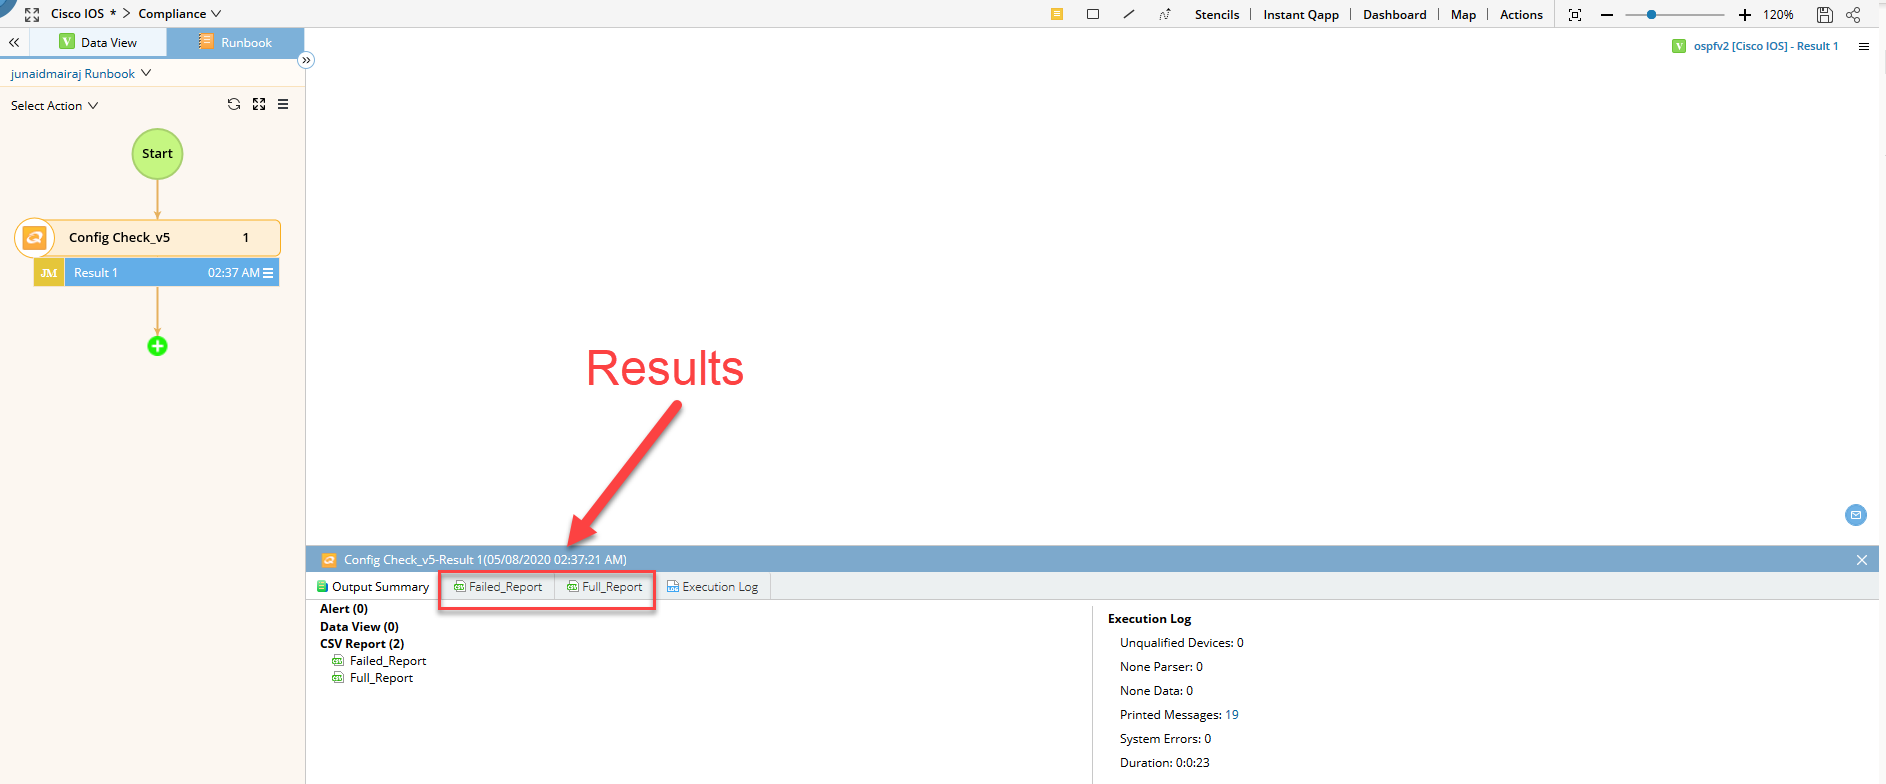 Cisco IOS * > Compliance
Stencils | Instant Qapp | Dashboard | Map | Actions
120%
Data View
Runbook
ospfv2 [Cisco IOS] - Result 1
junaidmairaj Runbook
Select Action
Start
Config Check_v5 1
JM Result 1 02:37 AM
Results
Config Check_v5-Result 1(05/08/2020 02:37:21 AM)
Output Summary Failed_Report Full_Report Execution Log
Alert (0)
Data View (0)
CSV Report (2)
Failed_Report
Full_Report
Execution Log
Unqualified Devices: 0
None Parser: 0
None Data: 0
Printed Messages: 19
System Errors: 0
Duration: 0:0:23